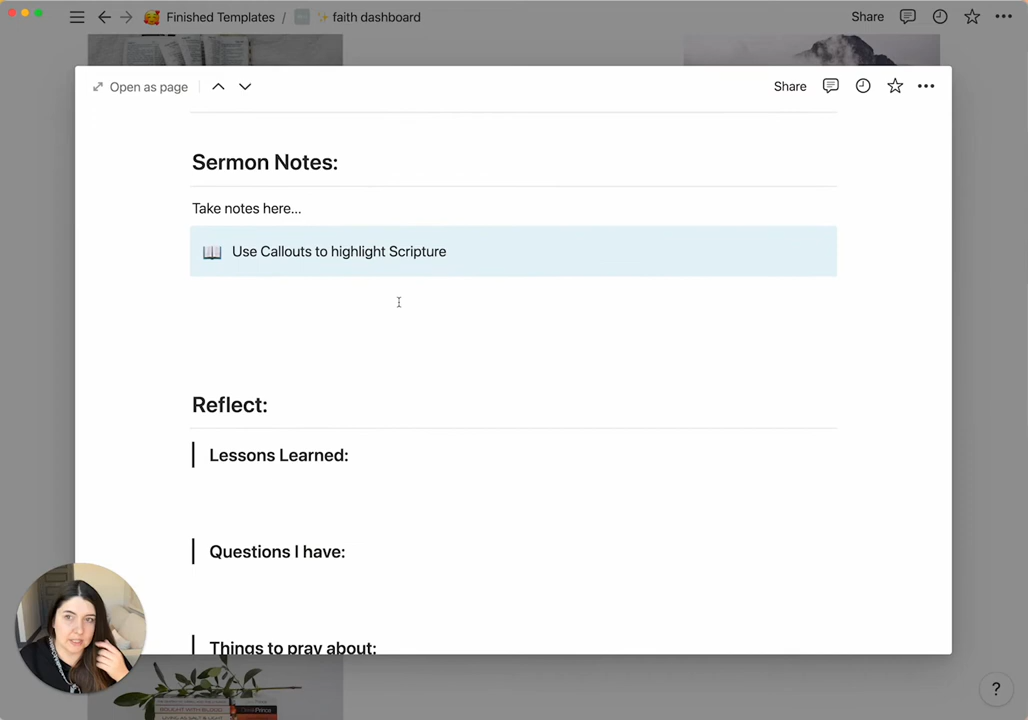 Finished Templates / ✨ faith dashboard
Share
Open as page
Share
Sermon Notes:
Take notes here...
📖 Use Callouts to highlight Scripture
Reflect:
Lessons Learned:
Questions I have:
Things to pray about:
?